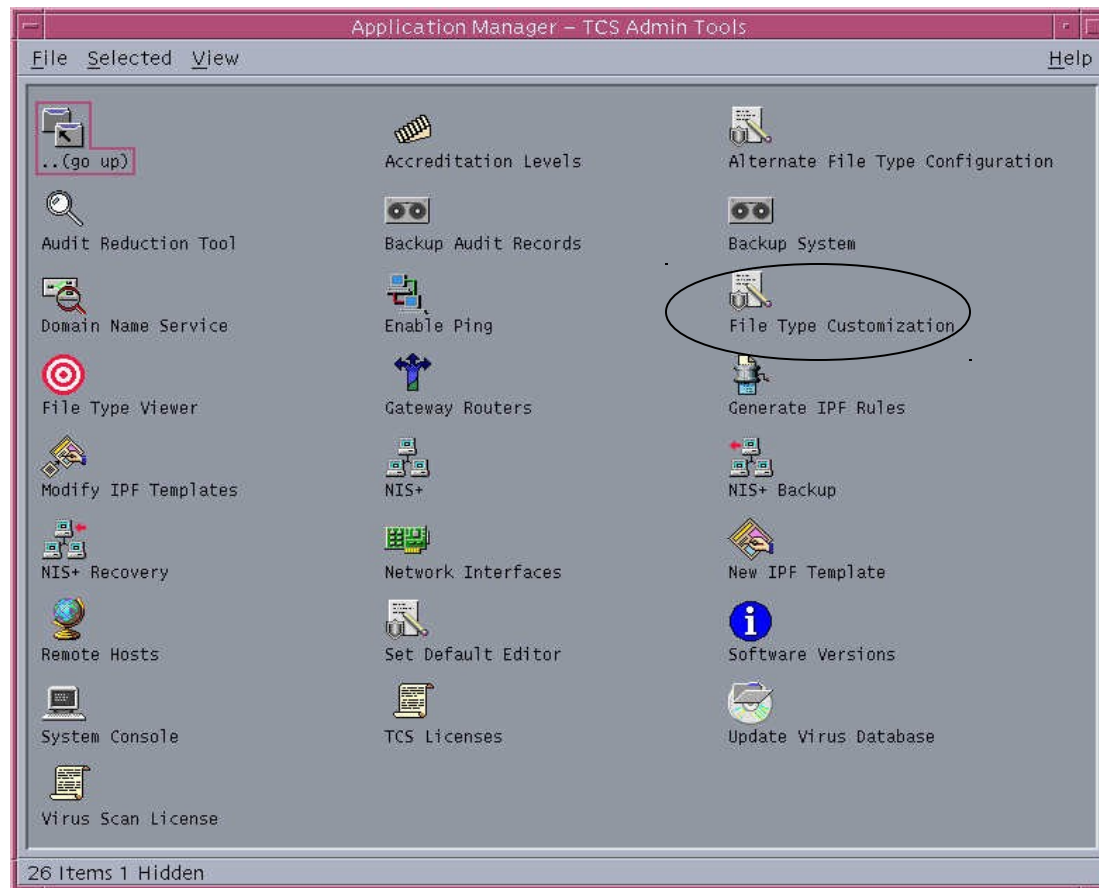 Application Manager – TCS Admin Tools
File Selected View Help
..(go up)
Accreditation Levels
Alternate File Type Configuration
Audit Reduction Tool
Backup Audit Records
Backup System
Domain Name Service
Enable Ping
File Type Customization
File Type Viewer
Gateway Routers
Generate IPF Rules
Modify IPF Templates
NIS+
NIS+ Backup
NIS+ Recovery
Network Interfaces
New IPF Template
Remote Hosts
Set Default Editor
Software Versions
System Console
TCS Licenses
Update Virus Database
Virus Scan License
26 Items 1 Hidden